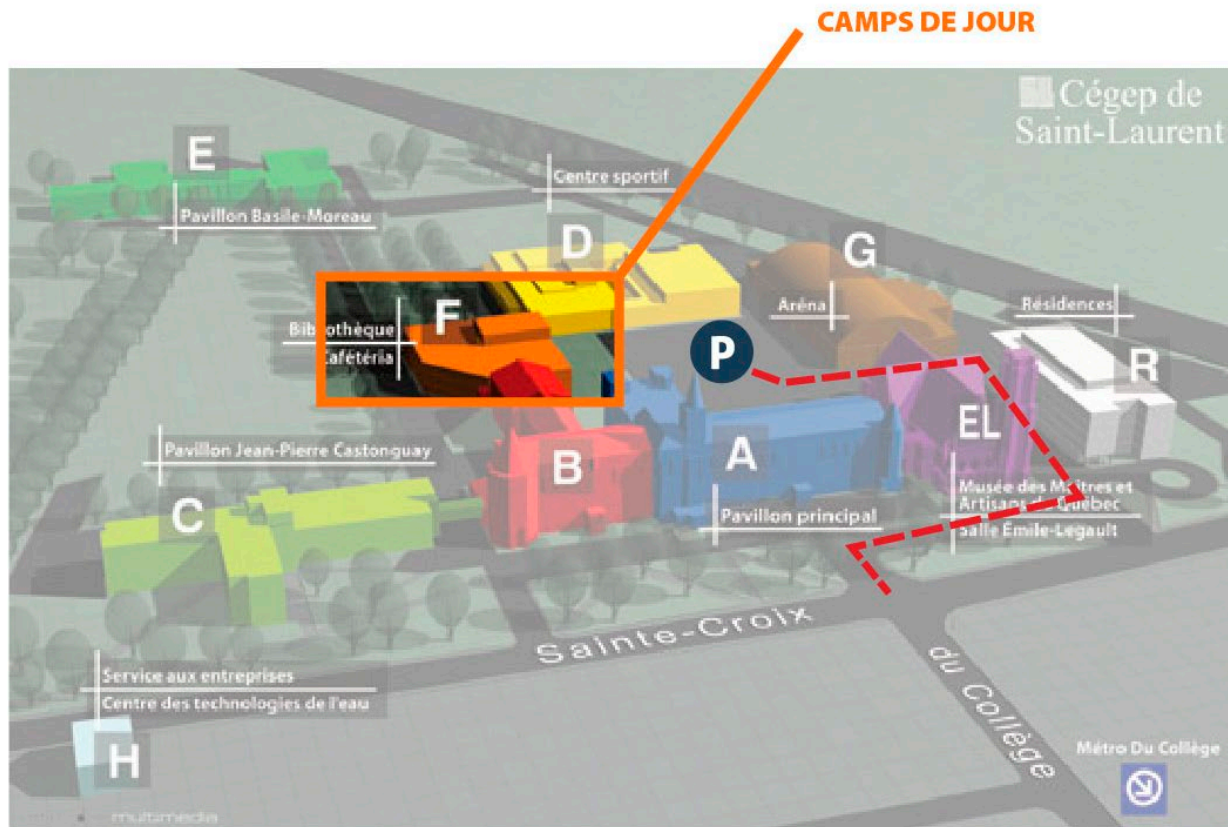 CAMPS DE JOUR
Cégep de
Saint-Laurent
E
Pavillon Basile-Moreau
Centre sportif
D
G
Aréna
Résidences
R
F
Bibliothèque
Cafétéria
P
EL
Musée des Maîtres et
Artisans du Québec
Salle Émile-Legault
A
Pavillon principal
B
Pavillon Jean-Pierre Castonguay
C
Sainte-Croix
du Collège
Service aux entreprises
Centre des technologies de l'eau
H
Métro Du Collège
multimedia